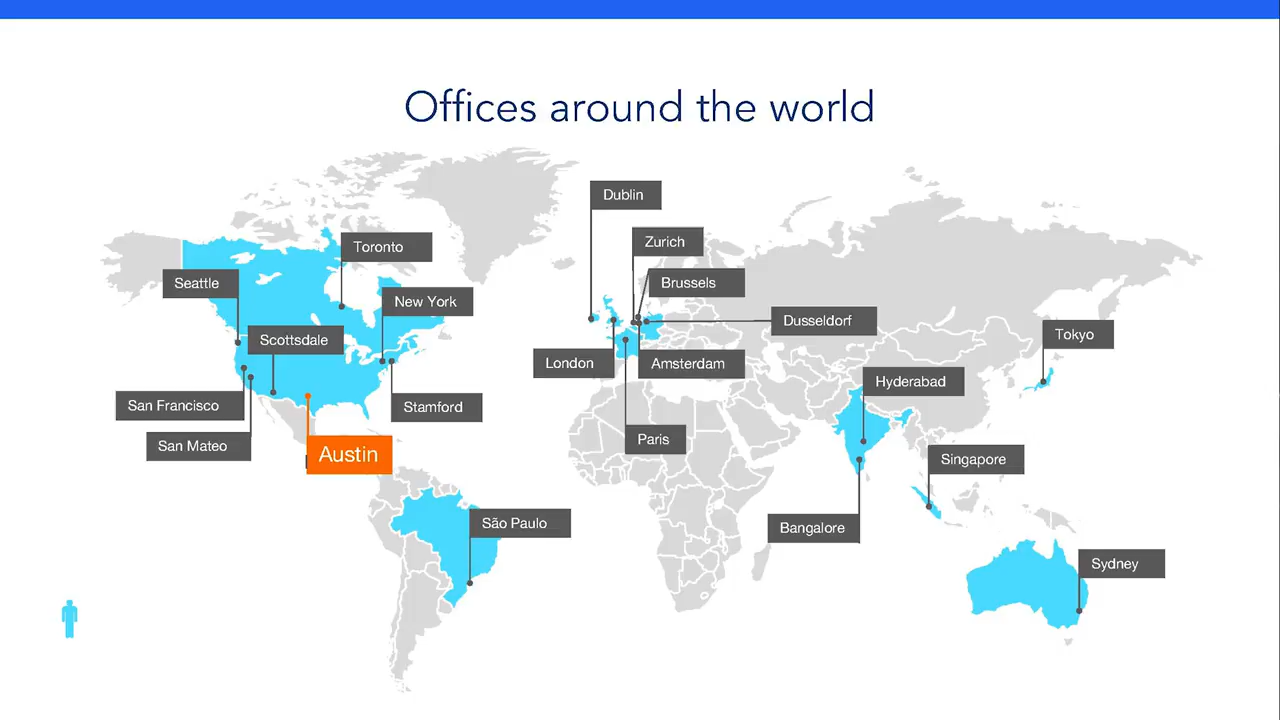 Offices around the world
Dublin
Zurich
Toronto
Seattle
Brussels
New York
Dusseldorf
Tokyo
Scottsdale
London
Amsterdam
Hyderabad
San Francisco
Stamford
Paris
San Mateo
Austin
Singapore
São Paulo
Bangalore
Sydney